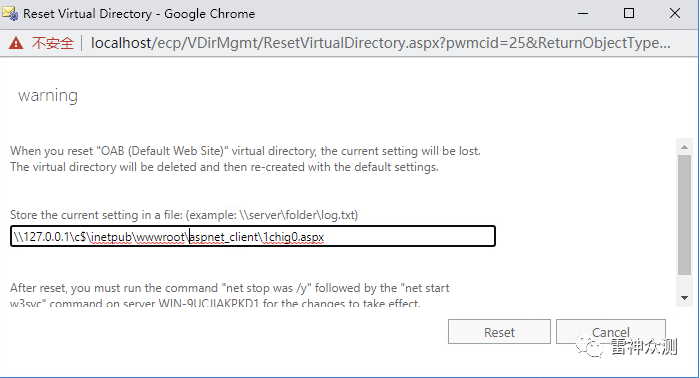 Reset Virtual Directory - Google Chrome
不安全 localhost/ecp/VDirMgmt/ResetVirtualDirectory.aspx?pwmcid=25&ReturnObjectType...
warning
When you reset "OAB (Default Web Site)" virtual directory, the current setting will be lost.
The virtual directory will be deleted and then re-created with the default settings.
Store the current setting in a file: (example: \\server\folder\log.txt)
\\127.0.0.1\c$\inetpub\wwwroot\aspnet_client\1chig0.aspx
After reset, you must run the command "net stop was /y" followed by the "net start
w3svc" command on server WIN-9UCJIAKPKD1 for the changes to take effect.
Reset Cancel
雷神众测